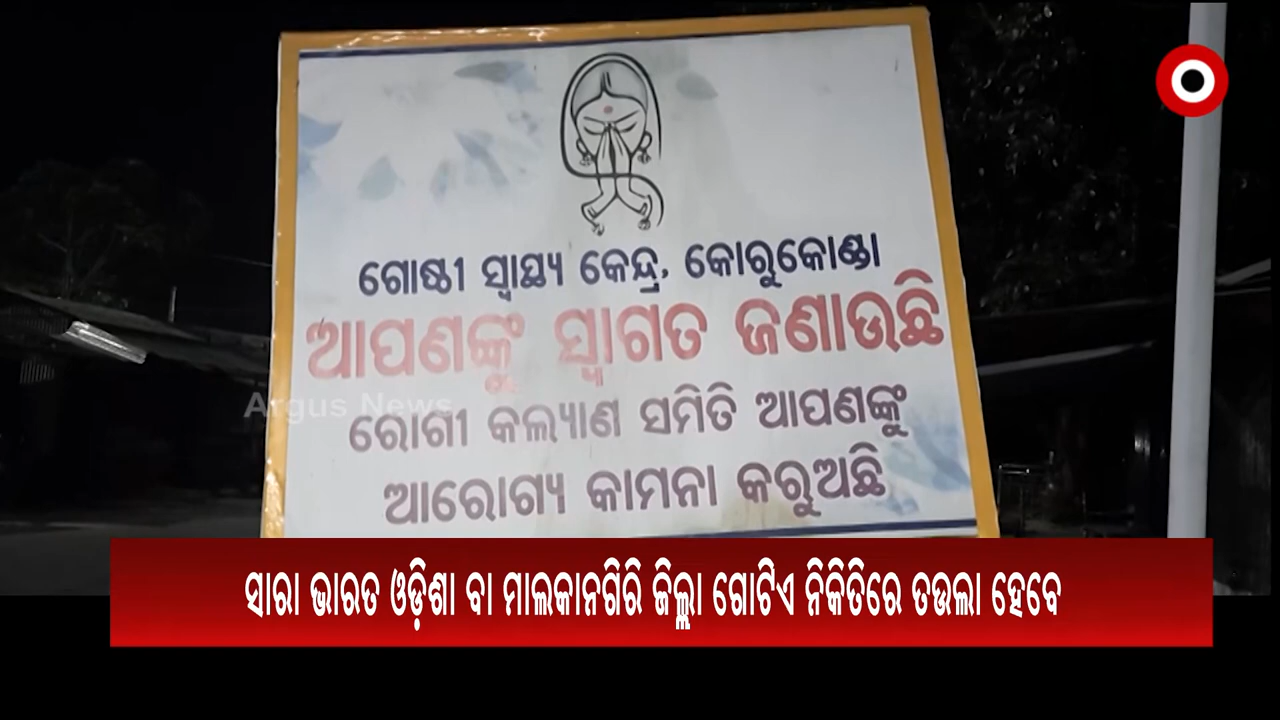 ଗୋଷ୍ଠୀ ସ୍ୱାସ୍ଥ୍ୟ କେନ୍ଦ୍ର, କୋରୁକୋଣ୍ଡା
ଆପଣଙ୍କୁ ସ୍ୱାଗତ ଜଣାଉଛି
Argus News
ରୋଗୀ କଲ୍ୟାଣ ସମିତି ଆପଣଙ୍କୁ
ଆରୋଗ୍ୟ କାମନା କରୁଅଛି
ସାରା ଭାରତ ଓଡ଼ିଶା ବା ମାଲକାନଗିରି ଜିଲ୍ଲା ଗୋଟିଏ ନିକିତିରେ ତଉଲା ହେବେ